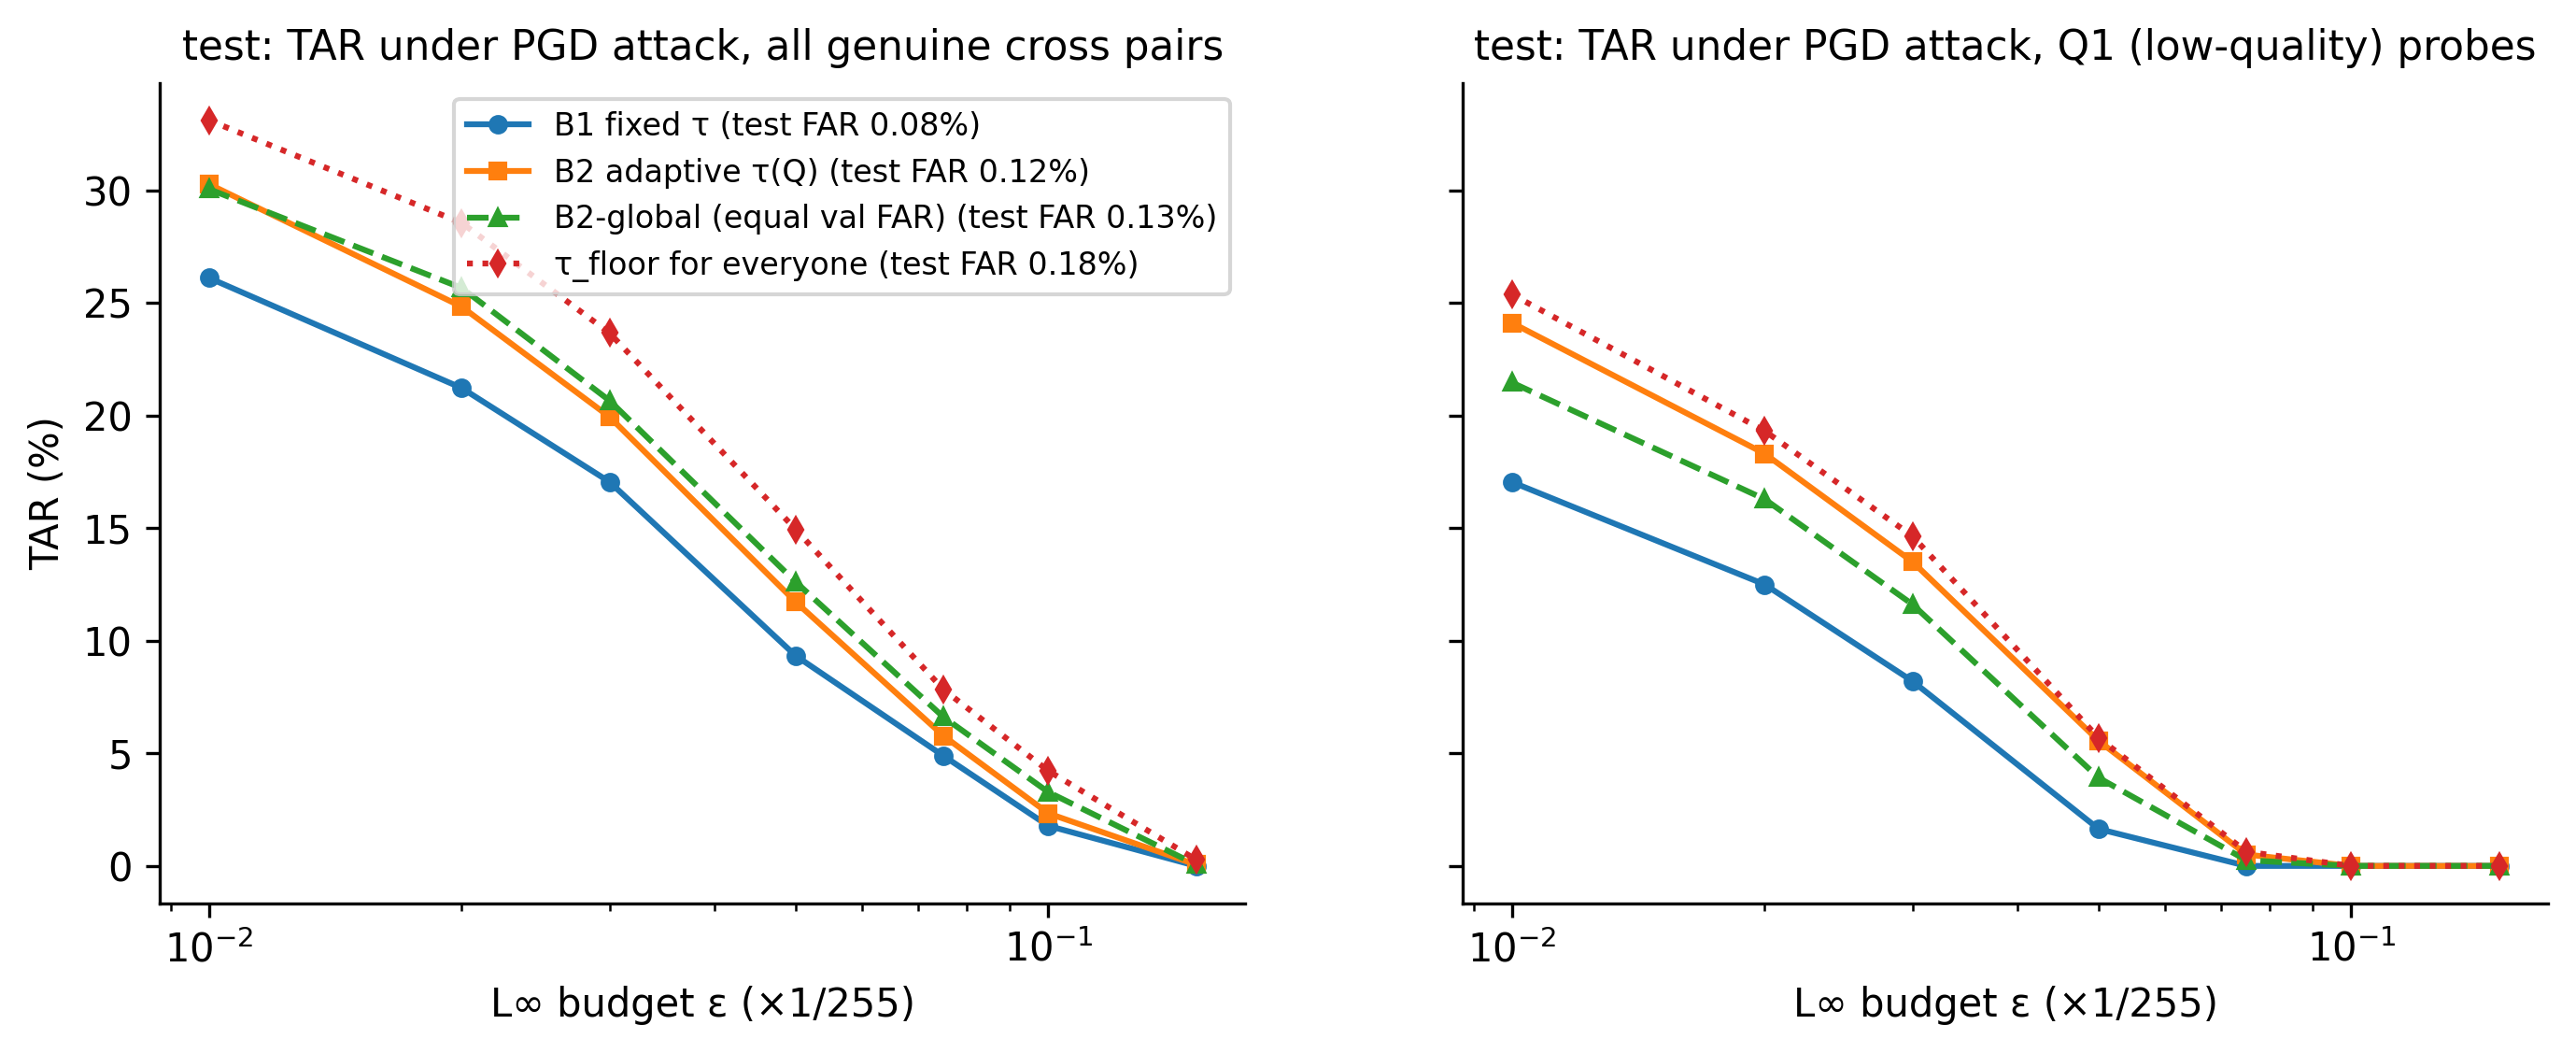 test: TAR under PGD attack, all genuine cross pairs
B1 fixed τ (test FAR 0.08%)
B2 adaptive τ(Q) (test FAR 0.12%)
B2-global (equal val FAR) (test FAR 0.13%)
τ_floor for everyone (test FAR 0.18%)
TAR (%)
30
25
20
15
10
5
0
10⁻²
10⁻¹
L∞ budget ε (×1/255)
test: TAR under PGD attack, Q1 (low-quality) probes
10⁻²
10⁻¹
L∞ budget ε (×1/255)